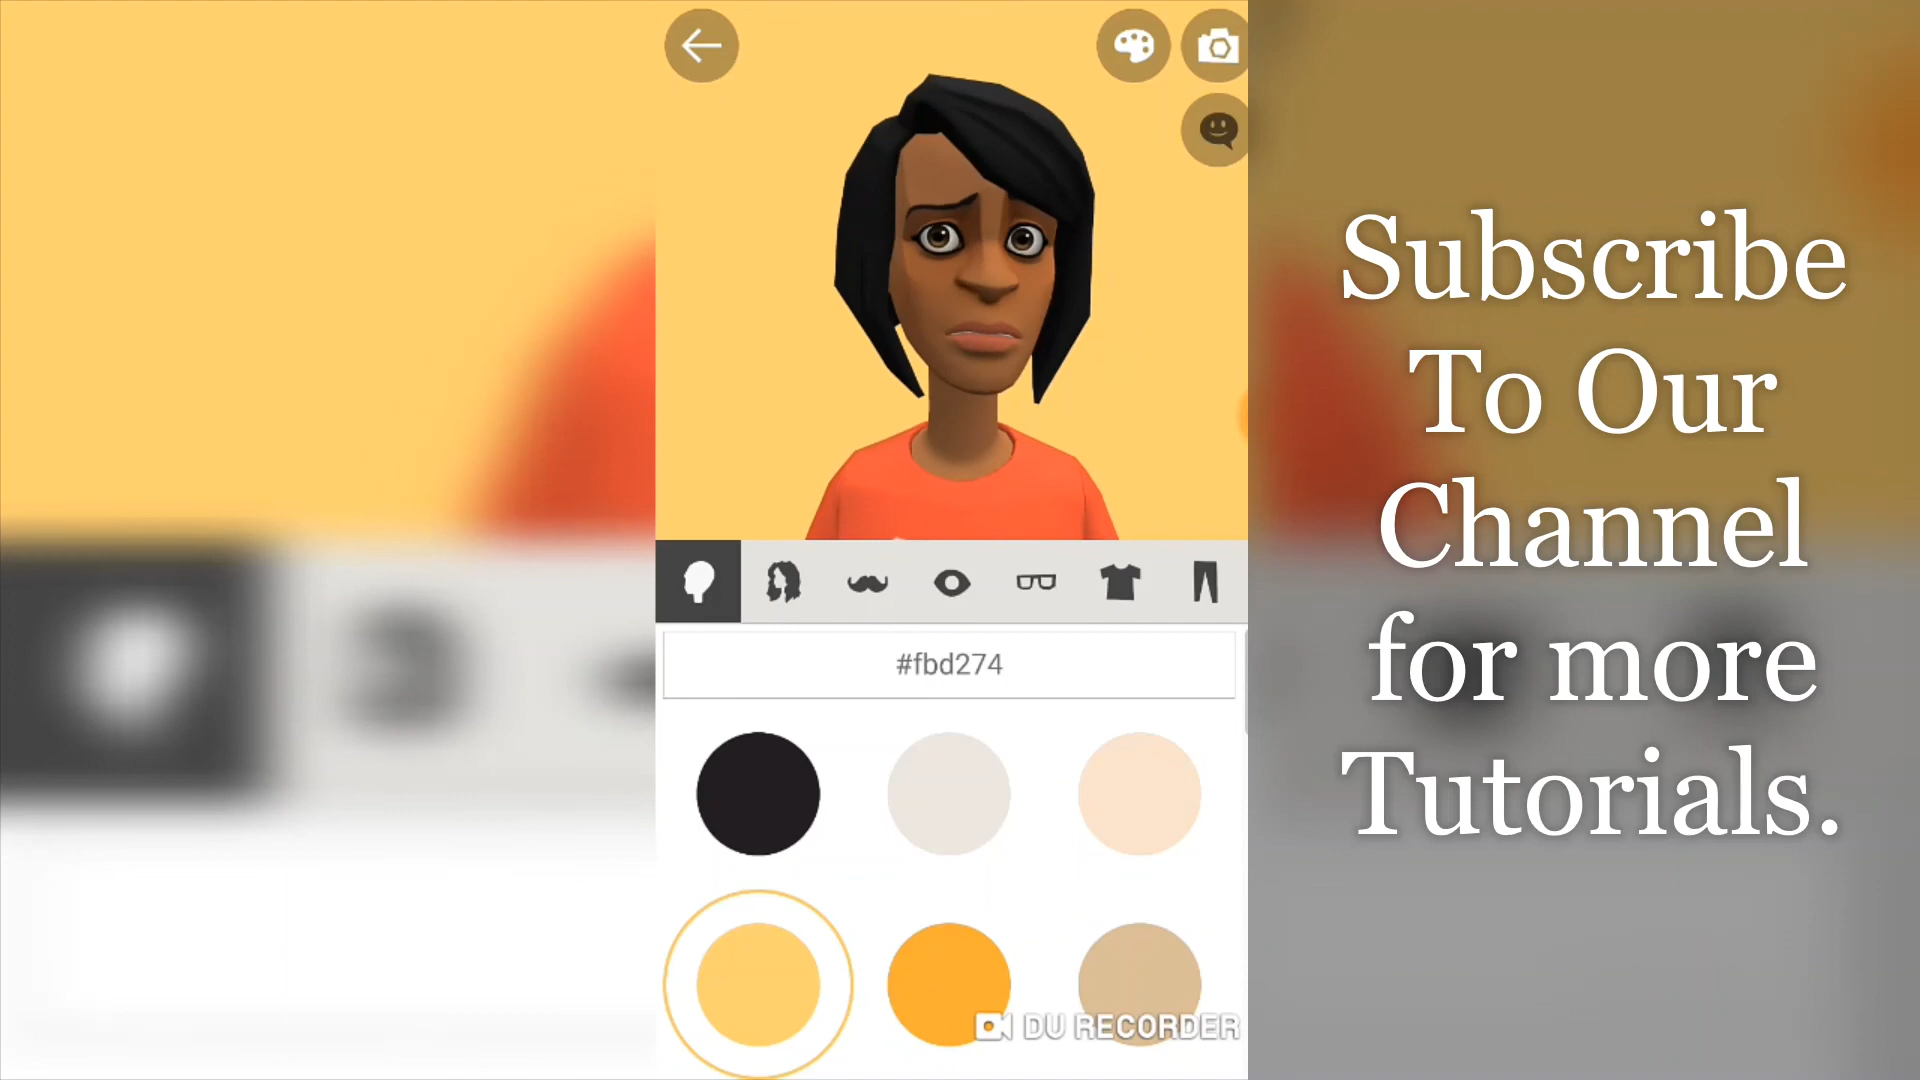 Subscribe
To Our
Channel
for more
Tutorials.
#fbd274
DU RECORDER